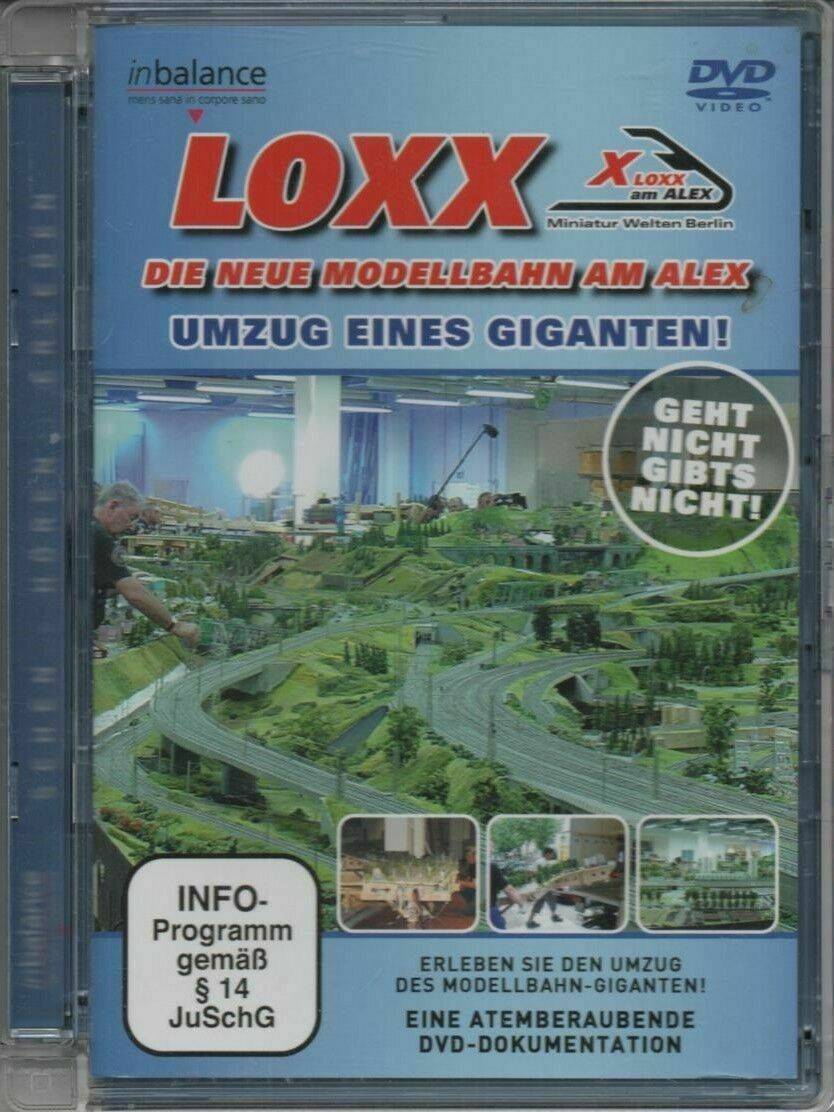 inbalance
mens sana in corpore sano
DVD
VIDEO™
LOXX
X LOXX
am ALEX®
Miniatur Welten Berlin
DIE NEUE MODELLBAHN AM ALEX
UMZUG EINES GIGANTEN!
GEHT
NICHT
GIBTS
NICHT!
INFO-
Programm
gemäß
§ 14
JuSchG
ERLEBEN SIE DEN UMZUG
DES MODELLBAHN-GIGANTEN!
EINE ATEMBERAUBENDE
DVD-DOKUMENTATION
inbalance